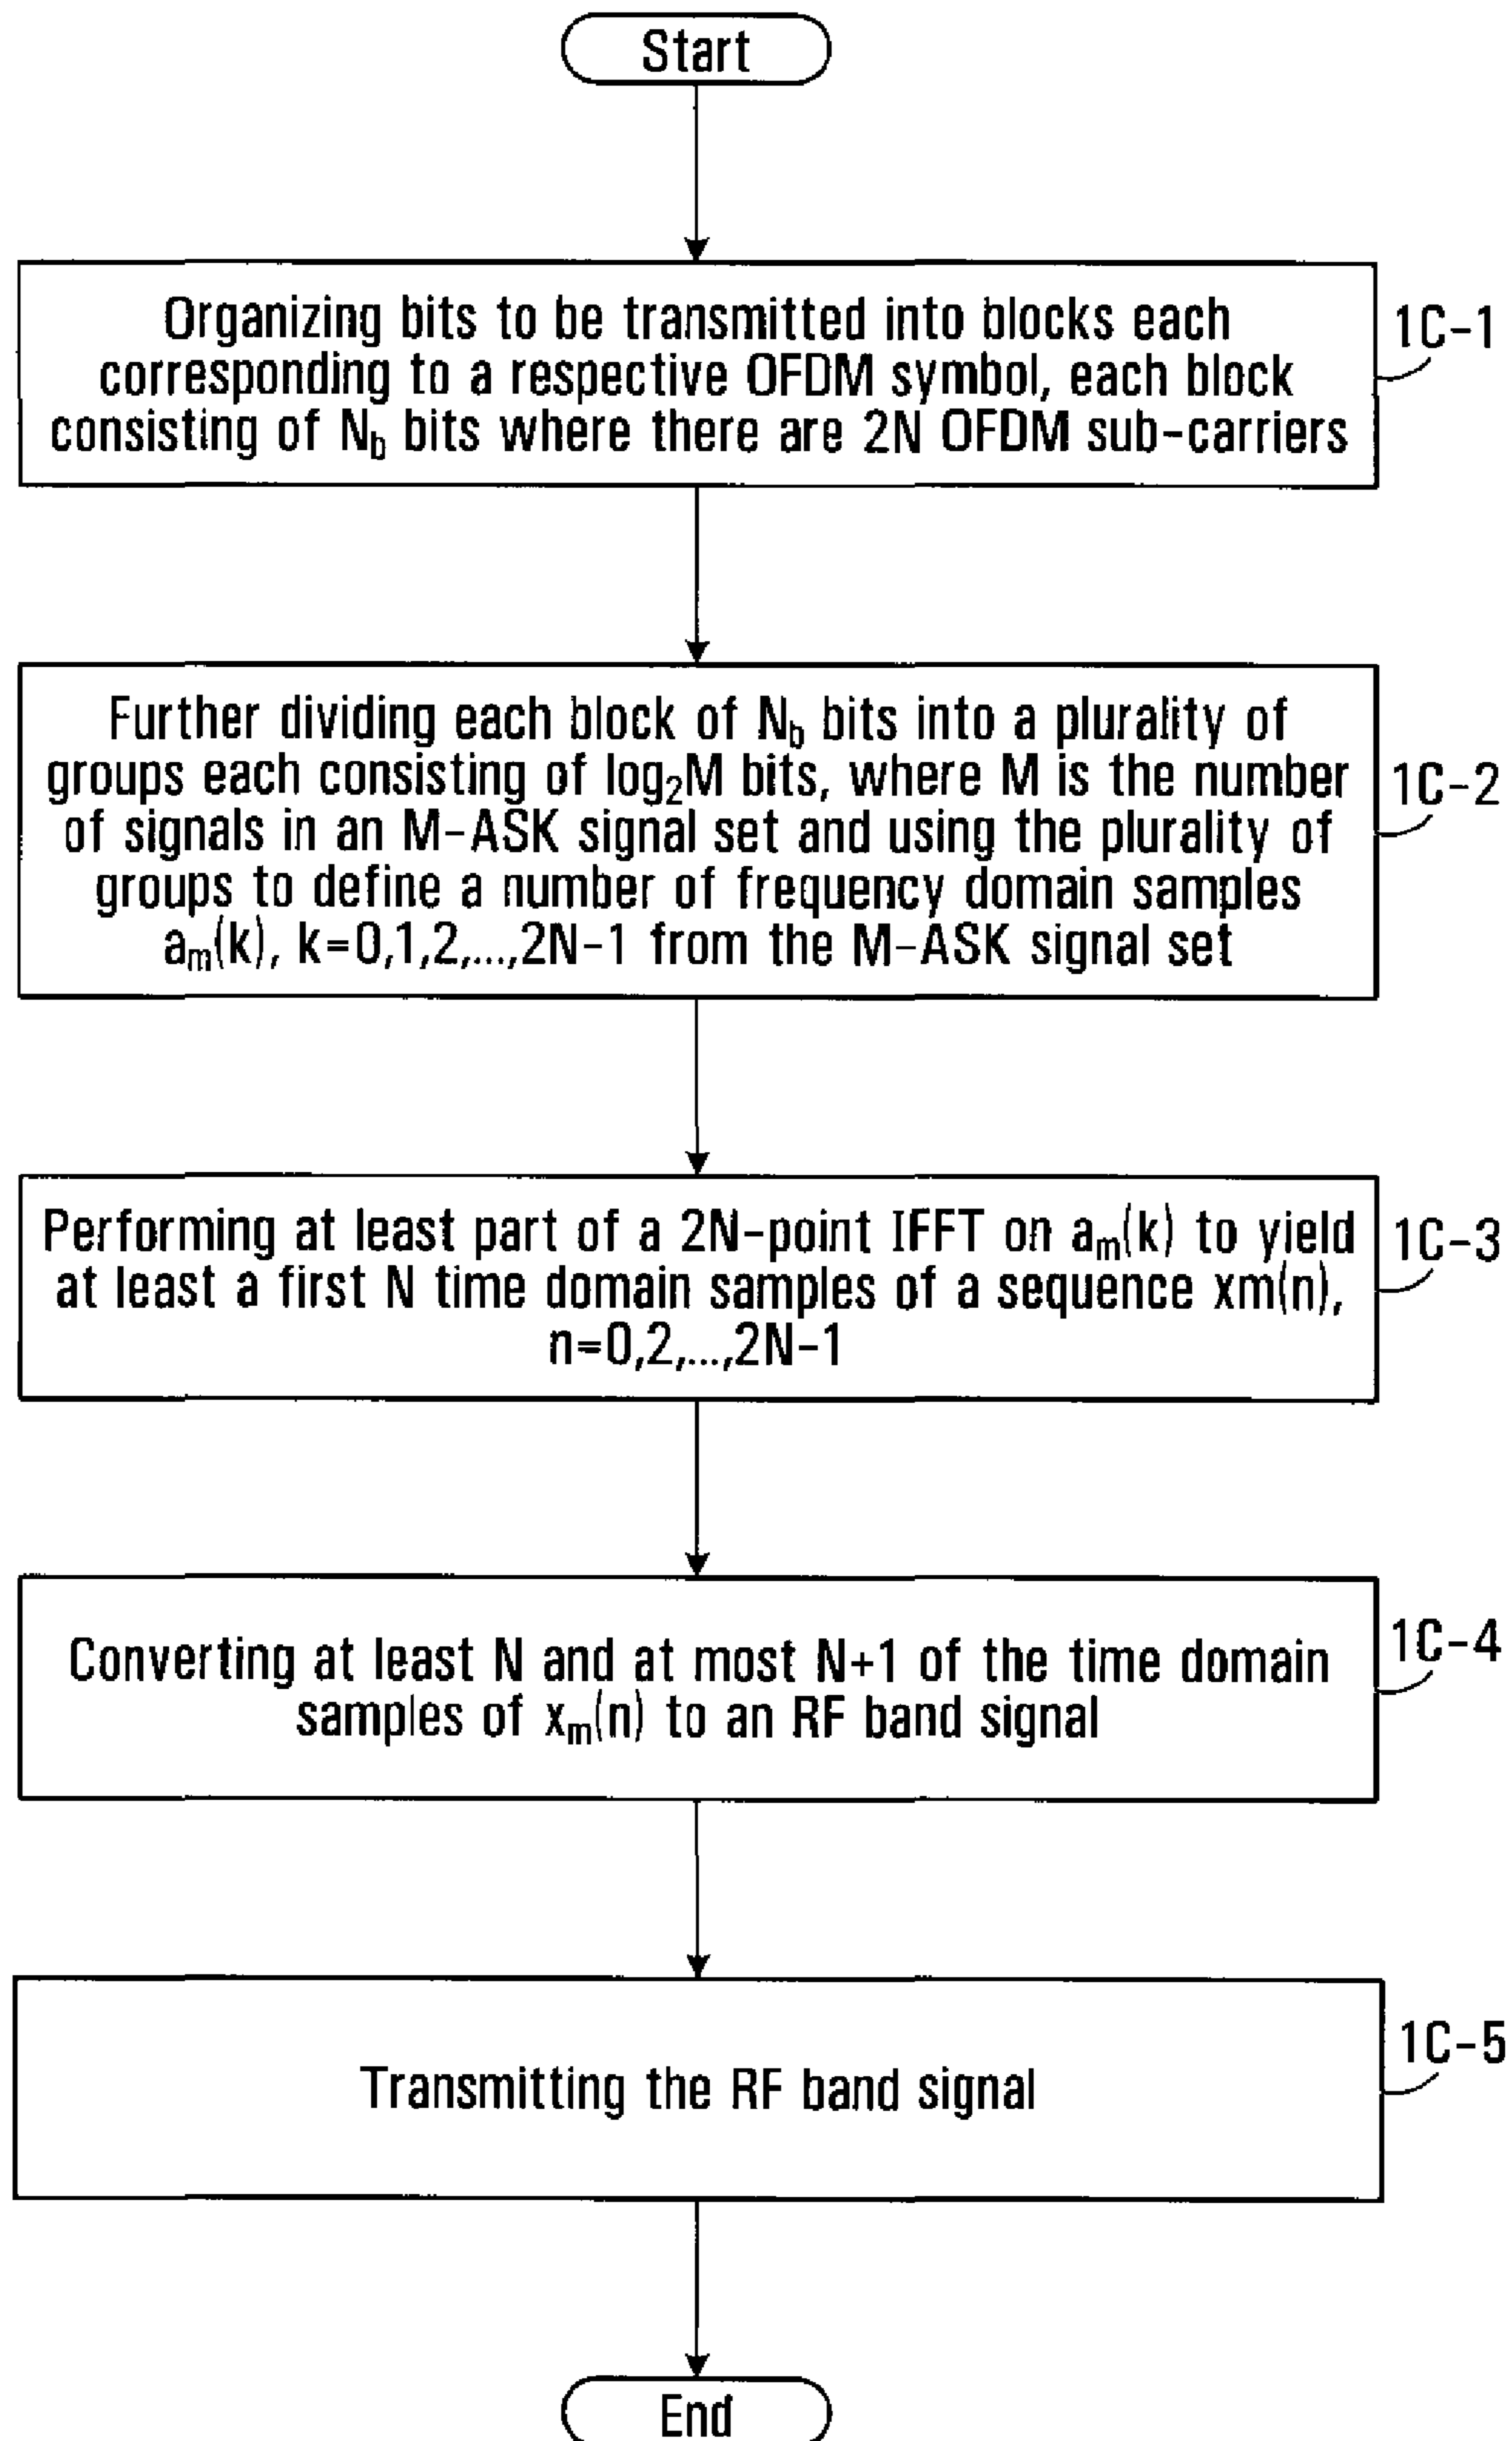 Start
Organizing bits to be transmitted into blocks each
corresponding to a respective OFDM symbol, each block
consisting of N_b bits where there are 2N OFDM sub-carriers
1C-1
Further dividing each block of N_b bits into a plurality of
groups each consisting of log₂M bits, where M is the number
of signals in an M-ASK signal set and using the plurality of
groups to define a number of frequency domain samples
a_m(k), k=0,1,2,...,2N-1 from the M-ASK signal set
1C-2
Performing at least part of a 2N-point IFFT on a_m(k) to yield
at least a first N time domain samples of a sequence xm(n),
n=0,2,...,2N-1
1C-3
Converting at least N and at most N+1 of the time domain
samples of x_m(n) to an RF band signal
1C-4
Transmitting the RF band signal
1C-5
End